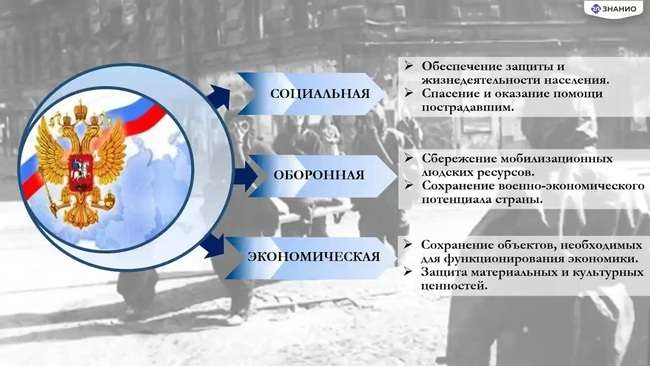 ЗНАНИО
СОЦИАЛЬНАЯ
Обеспечение защиты и
жизнедеятельности населения.
Спасение и оказание помощи
пострадавшим.
ОБОРОННАЯ
Сбережение мобилизационных
людских ресурсов.
Сохранение военно-экономического
потенциала страны.
ЭКОНОМИЧЕСКАЯ
Сохранение объектов, необходимых
для функционирования экономики.
Защита материальных и культурных
ценностей.